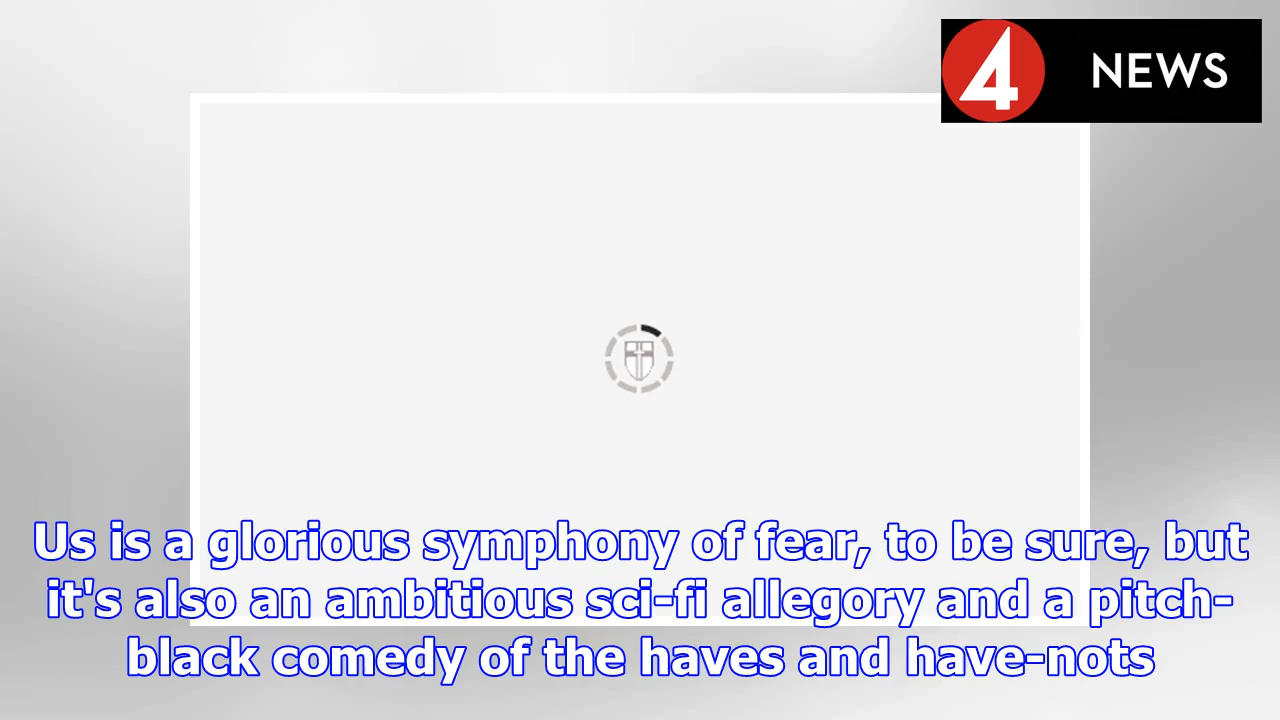 4 NEWS
Us is a glorious symphony of fear, to be sure, but
it's also an ambitious sci-fi allegory and a pitch-
black comedy of the haves and have-nots